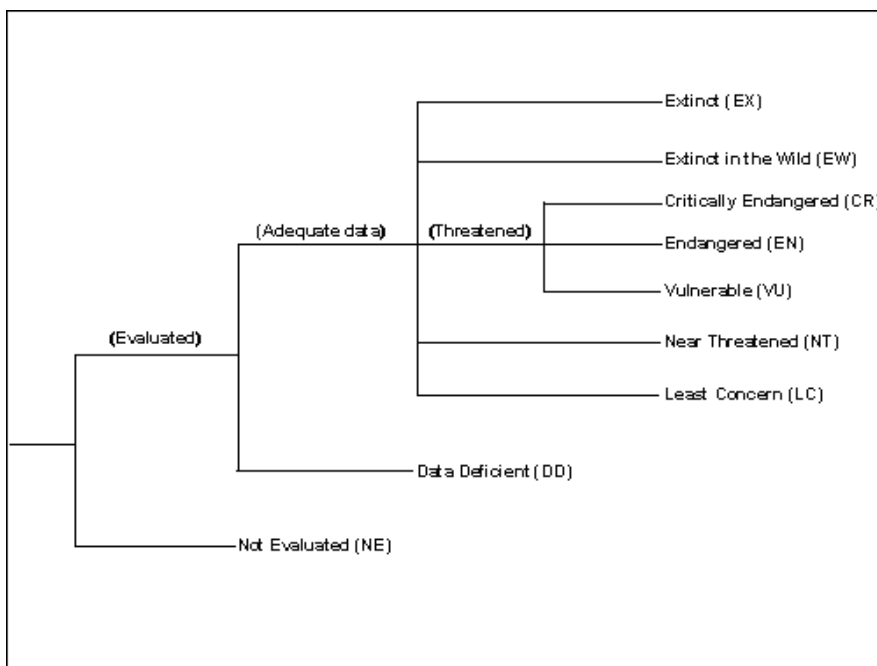 Extinct (EX)
Extinct in the Wild (EW)
Critically Endangered (CR)
(Adequate data)
(Threatened)
Endangered (EN)
Vulnerable (VU)
(Evaluated)
Near Threatened (NT)
Least Concern (LC)
Data Deficient (DD)
Not Evaluated (NE)